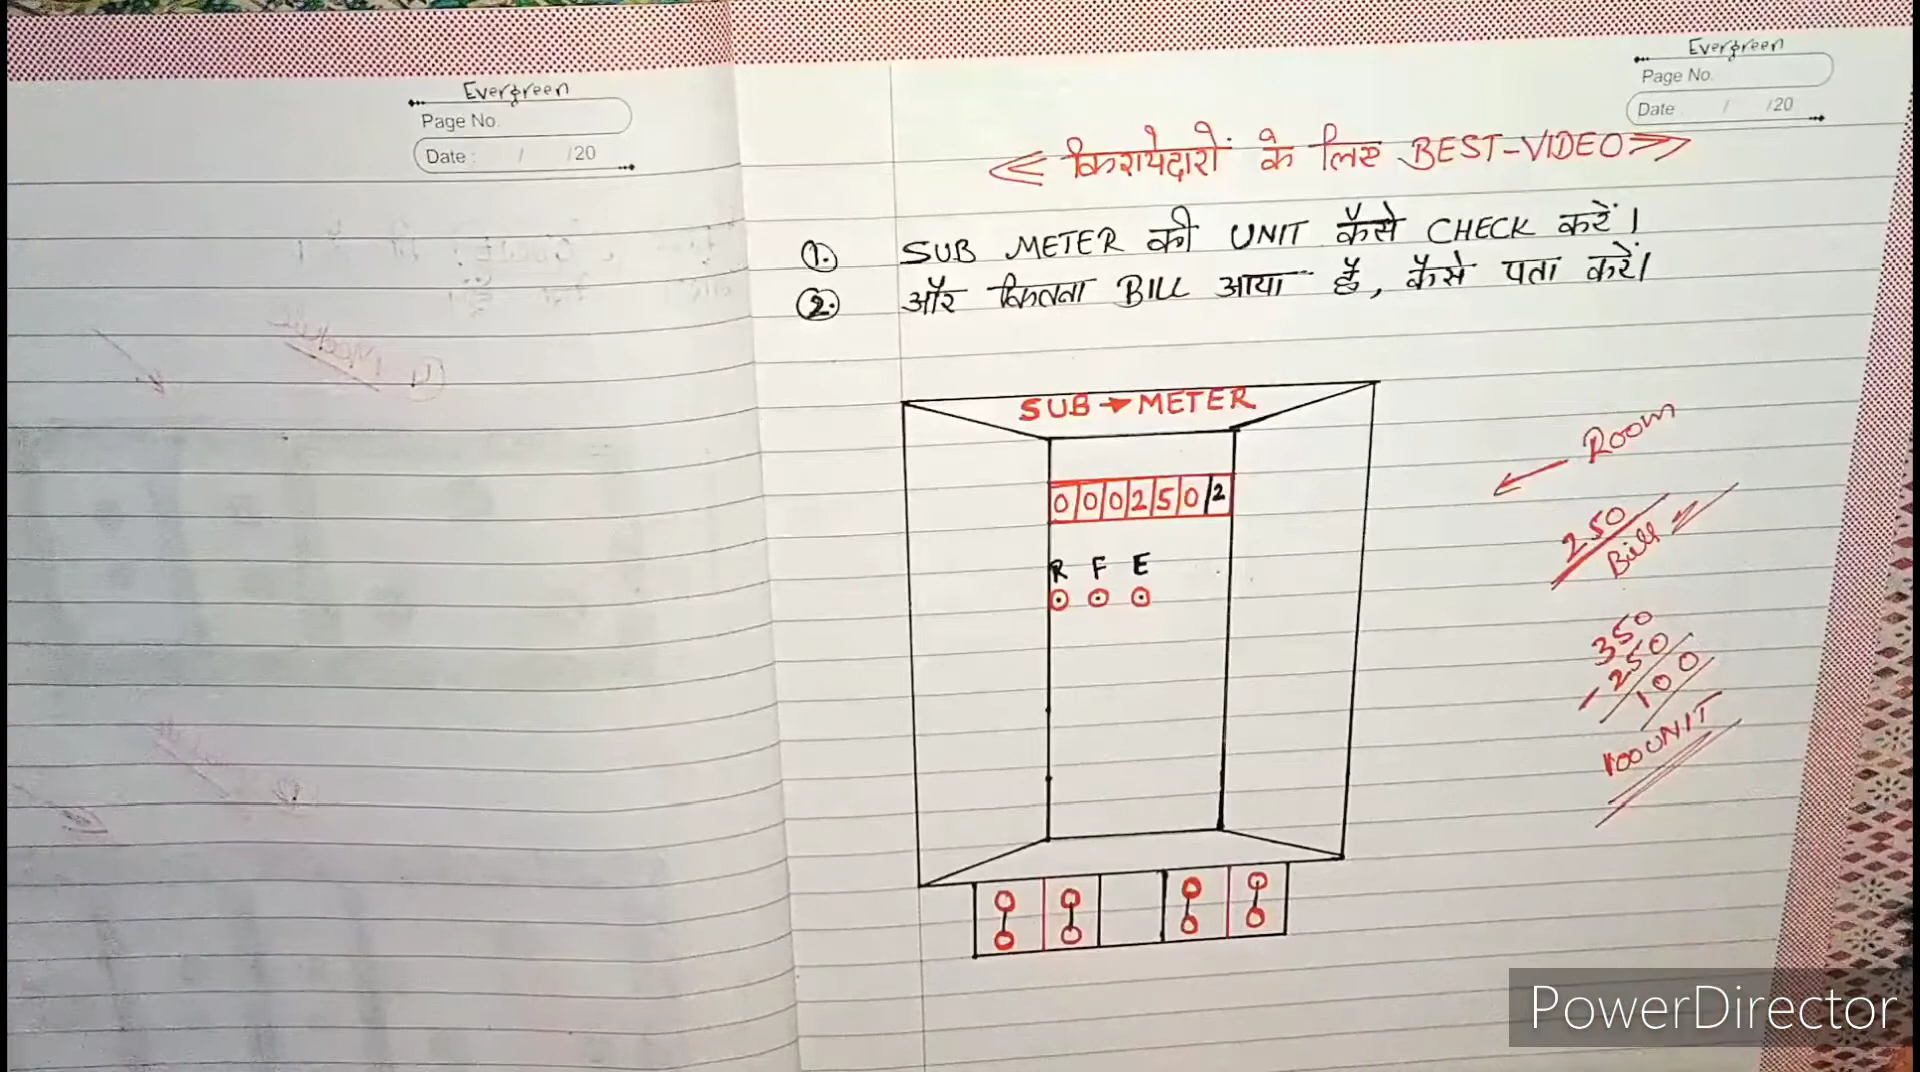 Evergreen
Page No.
Date : / /20
Evergreen
Page No.
Date / /20
किरायेदारों के लिए BEST-VIDEO
1. SUB METER की UNIT कैसे CHECK करें।
2. और कितना BILL आया है, कैसे पता करें।
SUB → METER
0 0 0 2 5 0 2
R F E
Room
250
Bill
350
- 250
100
100 UNIT
PowerDirector